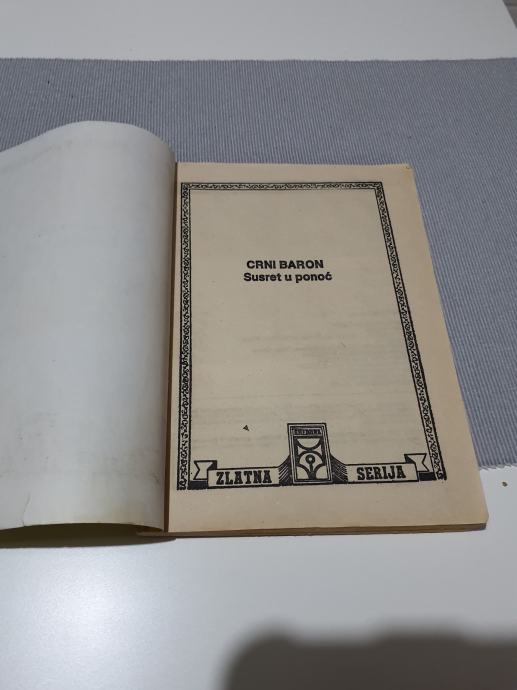 CRNI BARON
Susret u ponoć
ZLATNA SERIJA